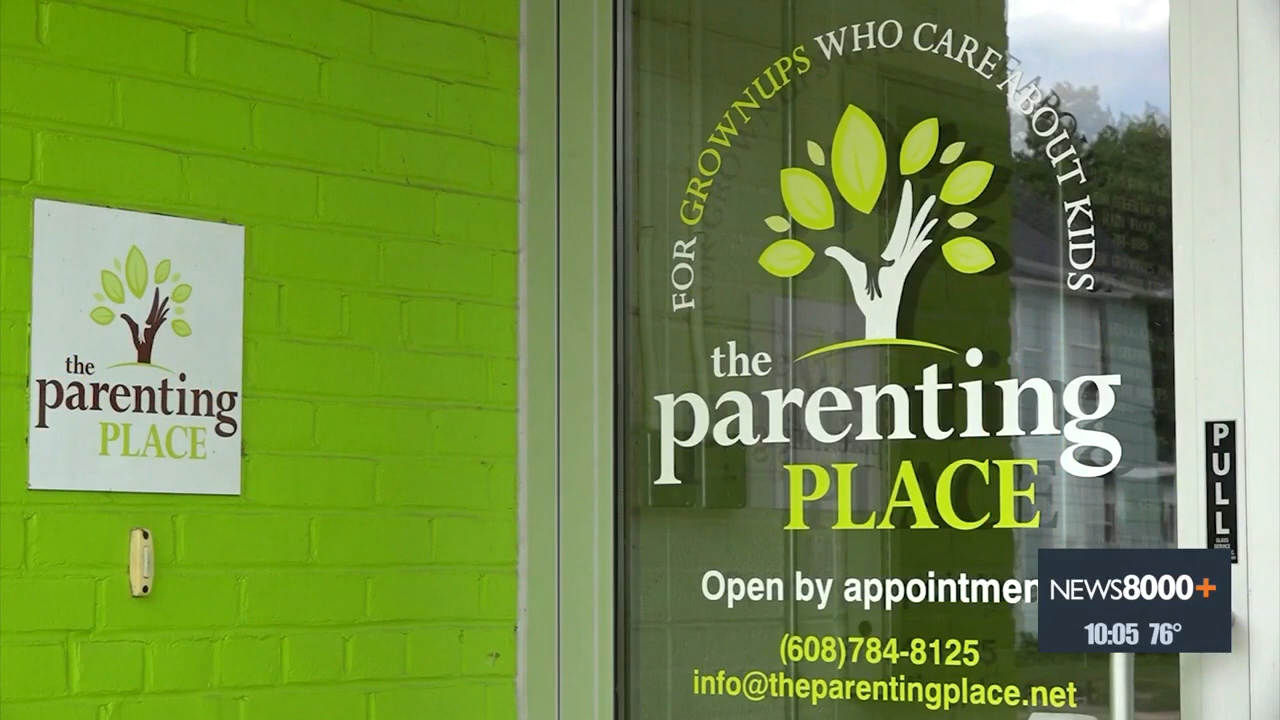 the
parenting
PLACE
FOR GROWNUPS WHO CARE ABOUT KIDS
the
parenting
PLACE
Open by appointmen
(608)784-8125
info@theparentingplace.net
PULL
NEWS8000+
10:05 76°